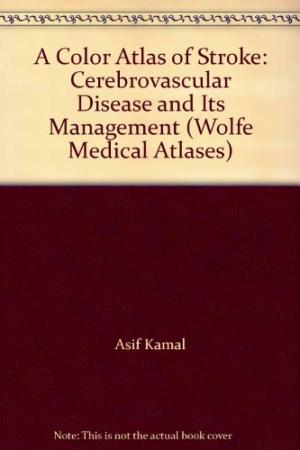 A Color Atlas of Stroke:
Cerebrovascular
Disease and Its
Management (Wolfe
Medical Atlases)
Asif Kamal
Note: This is not the actual book cover